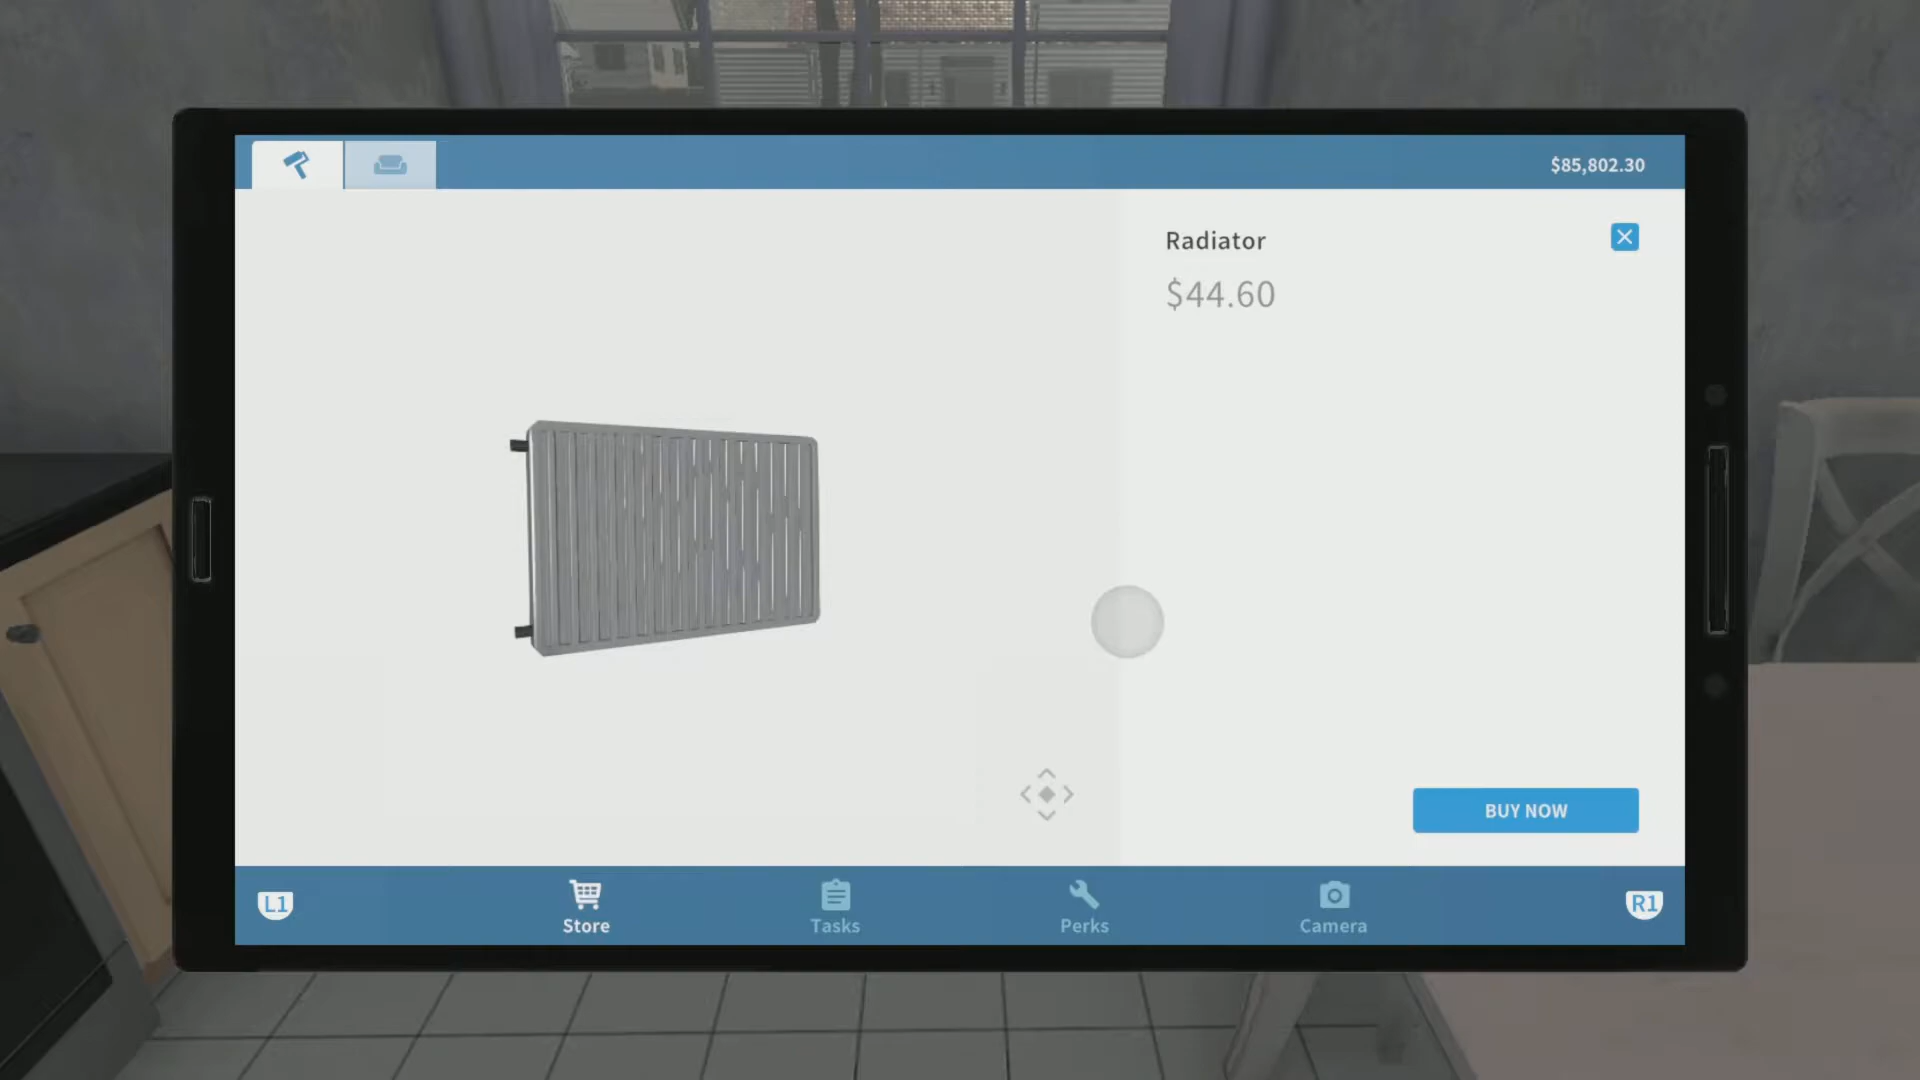 $85,802.30
Radiator
$44.60
BUY NOW
L1
Store
Tasks
Perks
Camera
R1